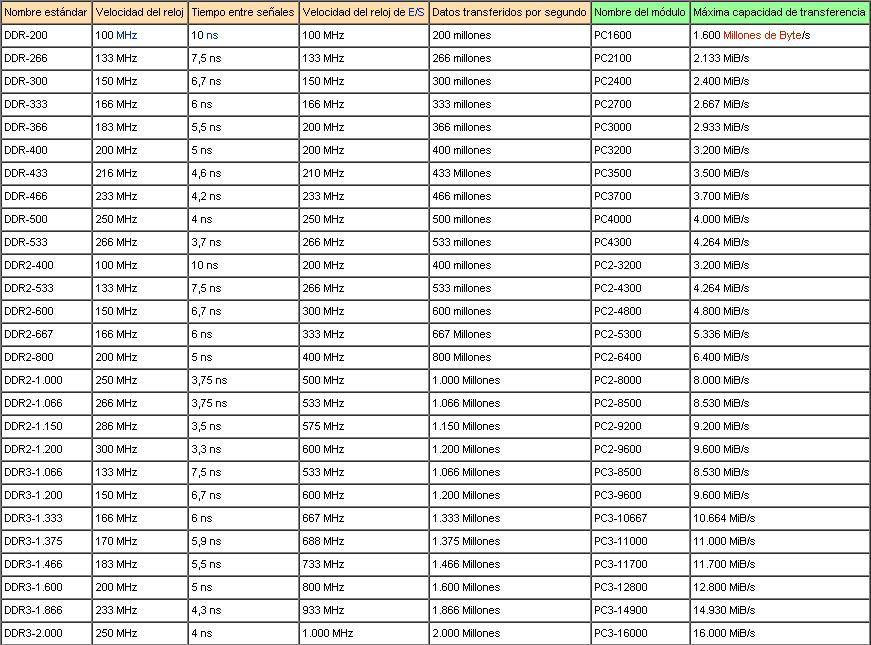 Nombre estándar Velocidad del reloj Tiempo entre señales Velocidad del reloj de E/S Datos transferidos por segundo Nombre del módulo Máxima capacidad de transferencia
DDR-200 100 MHz 10 ns 100 MHz 200 millones PC1600 1.600 Millones de Byte/s
DDR-266 133 MHz 7,5 ns 133 MHz 266 millones PC2100 2.133 MiB/s
DDR-300 150 MHz 6,7 ns 150 MHz 300 millones PC2400 2.400 MiB/s
DDR-333 166 MHz 6 ns 166 MHz 333 millones PC2700 2.667 MiB/s
DDR-366 183 MHz 5,5 ns 200 MHz 366 millones PC3000 2.933 MiB/s
DDR-400 200 MHz 5 ns 200 MHz 400 millones PC3200 3.200 MiB/s
DDR-433 216 MHz 4,6 ns 210 MHz 433 Millones PC3500 3.500 MiB/s
DDR-466 233 MHz 4,2 ns 233 MHz 466 millones PC3700 3.700 MiB/s
DDR-500 250 MHz 4 ns 250 MHz 500 millones PC4000 4.000 MiB/s
DDR-533 266 MHz 3,7 ns 266 MHz 533 millones PC4300 4.264 MiB/s
DDR2-400 100 MHz 10 ns 200 MHz 400 millones PC2-3200 3.200 MiB/s
DDR2-533 133 MHz 7,5 ns 266 MHz 533 millones PC2-4300 4.264 MiB/s
DDR2-600 150 MHz 6,7 ns 300 MHz 600 millones PC2-4800 4.800 MiB/s
DDR2-667 166 MHz 6 ns 333 MHz 667 Millones PC2-5300 5.336 MiB/s
DDR2-800 200 MHz 5 ns 400 MHz 800 Millones PC2-6400 6.400 MiB/s
DDR2-1.000 250 MHz 3,75 ns 500 MHz 1.000 Millones PC2-8000 8.000 MiB/s
DDR2-1.066 266 MHz 3,75 ns 533 MHz 1.066 Millones PC2-8500 8.530 MiB/s
DDR2-1.150 286 MHz 3,5 ns 575 MHz 1.150 Millones PC2-9200 9.200 MiB/s
DDR2-1.200 300 MHz 3,3 ns 600 MHz 1.200 Millones PC2-9600 9.600 MiB/s
DDR3-1.066 133 MHz 7,5 ns 533 MHz 1.066 Millones PC3-8500 8.530 MiB/s
DDR3-1.200 150 MHz 6,7 ns 600 MHz 1.200 Millones PC3-9600 9.600 MiB/s
DDR3-1.333 166 MHz 6 ns 667 MHz 1.333 Millones PC3-10667 10.664 MiB/s
DDR3-1.375 170 MHz 5,9 ns 688 MHz 1.375 Millones PC3-11000 11.000 MiB/s
DDR3-1.466 183 MHz 5,5 ns 733 MHz 1.466 Millones PC3-11700 11.700 MiB/s
DDR3-1.600 200 MHz 5 ns 800 MHz 1.600 Millones PC3-12800 12.800 MiB/s
DDR3-1.866 233 MHz 4,3 ns 933 MHz 1.866 Millones PC3-14900 14.930 MiB/s
DDR3-2.000 250 MHz 4 ns 1.000 MHz 2.000 Millones PC3-16000 16.000 MiB/s